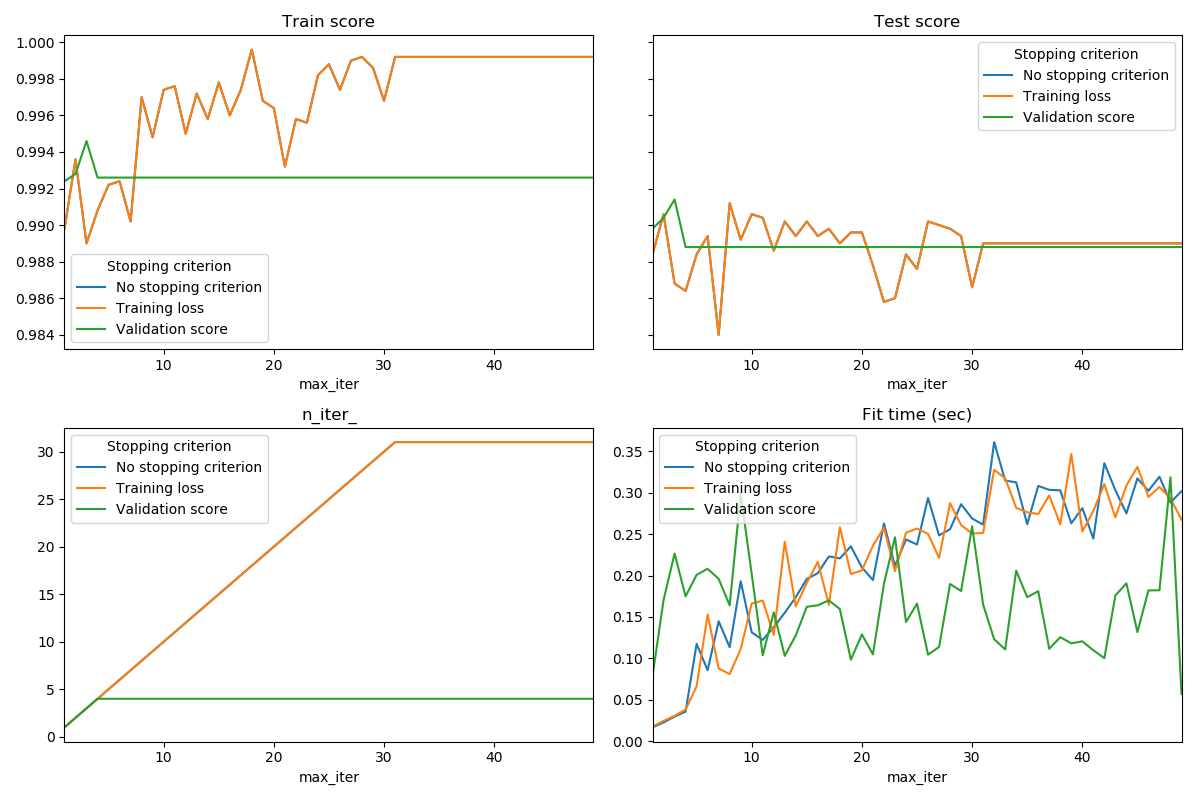 Train score
1.000
0.998
0.996
0.994
0.992
0.990
0.988
0.986
0.984
Stopping criterion
No stopping criterion
Training loss
Validation score
10 20 30 40
max_iter
Test score
Stopping criterion
No stopping criterion
Training loss
Validation score
10 20 30 40
max_iter
n_iter_
30
25
20
15
10
5
0
Stopping criterion
No stopping criterion
Training loss
Validation score
10 20 30 40
max_iter
Fit time (sec)
0.35
0.30
0.25
0.20
0.15
0.10
0.05
0.00
Stopping criterion
No stopping criterion
Training loss
Validation score
10 20 30 40
max_iter